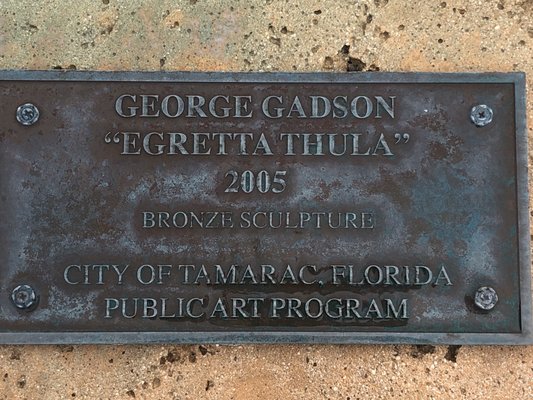 GEORGE GADSON
“EGRETTA THULA”
2005
BRONZE SCULPTURE
CITY OF TAMARAC, FLORIDA
PUBLIC ART PROGRAM